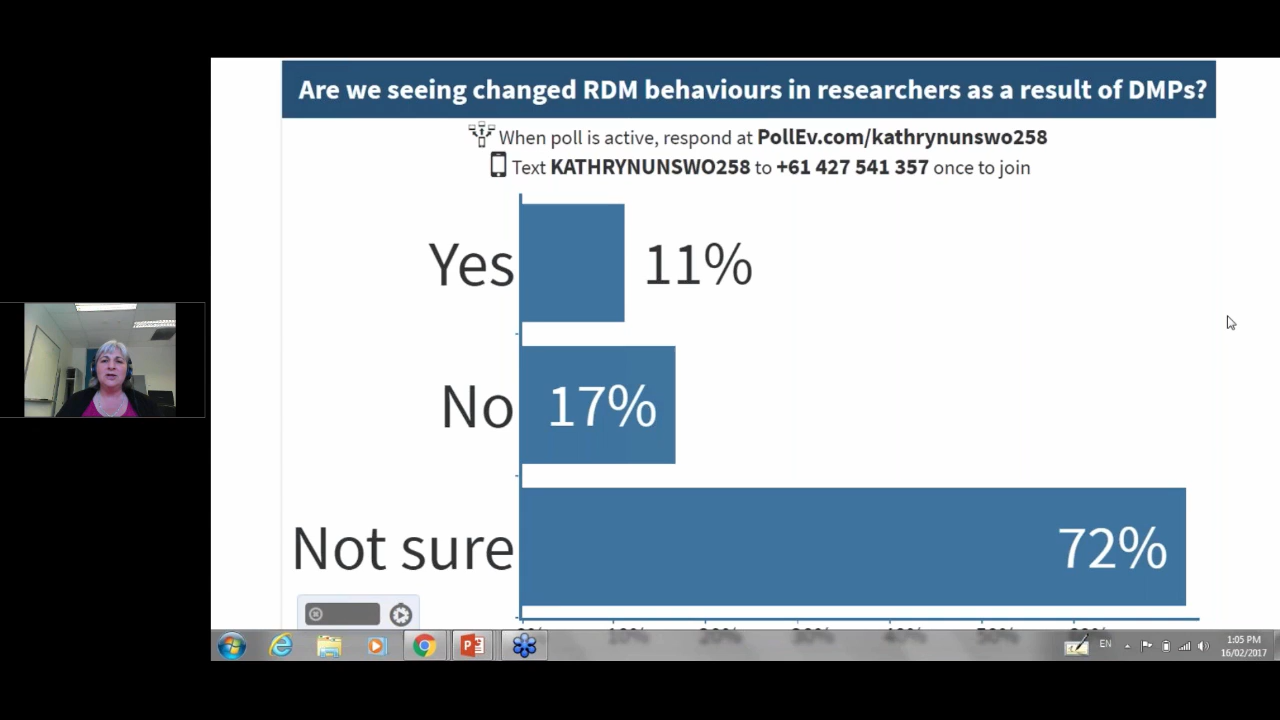 Are we seeing changed RDM behaviours in researchers as a result of DMPs?
When poll is active, respond at PollEv.com/kathrynunswo258
Text KATHRYNUNSWO258 to +61 427 541 357 once to join
Yes 11%
No 17%
Not sure 72%
EN
1:05 PM
16/02/2017